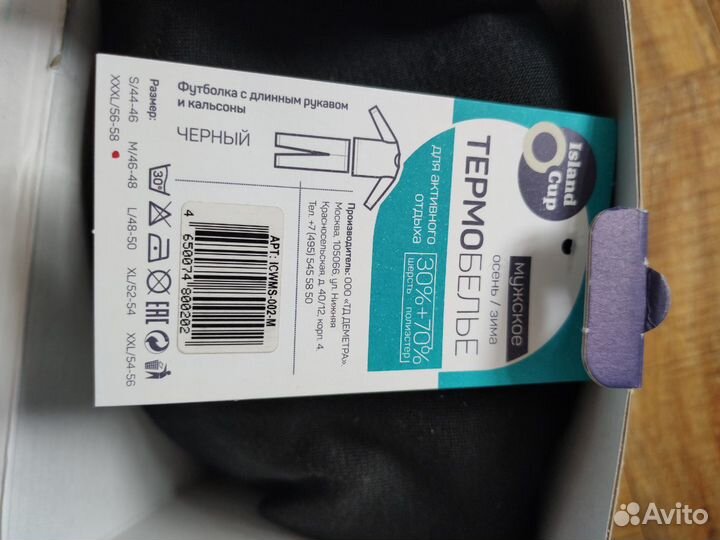 Island
Cup
мужское
осень / зима
ТЕРМОБЕЛЬЕ
для активного
отдыха
30%+70%
шерсть полиэстер
Производитель: ООО «ТД ДЕМЕТРА»
Москва, 105066, ул. Нижняя
Красносельская, д. 40/12, корп. 4,
Тел. +7 (495) 545 58 50
Футболка с длинным рукавом
и кальсоны
ЧЕРНЫЙ
АРТ: ICWMS-002-M
4 650074 800202
Размер:
S/44-46 M/46-48 L/48-50 XL/52-54 XXL/54-56
XXXL/56-58
30°
EAC
Avito